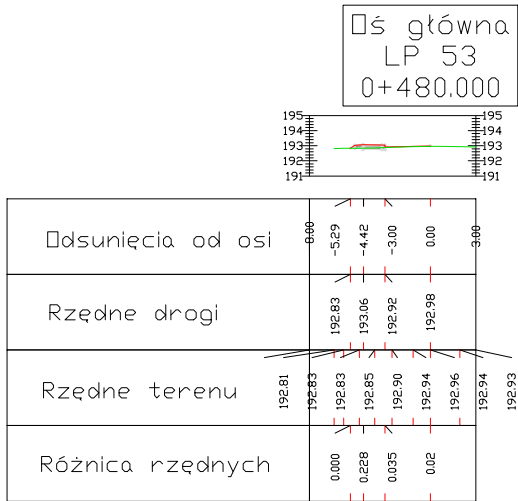 Oś główna
LP 53
0+480.000
195 195
194 194
193 193
192 192
191 191
Odsunięcia od osi -5.29 -4.42 -3.00 0.00 3.00
Rzędne drogi 192.83 193.06 192.92 192.98
Rzędne terenu 192.81 192.83 192.83 192.85 192.90 192.94 192.96 192.94 192.93
Różnica rzędnych 0.000 0.228 0.035 0.02